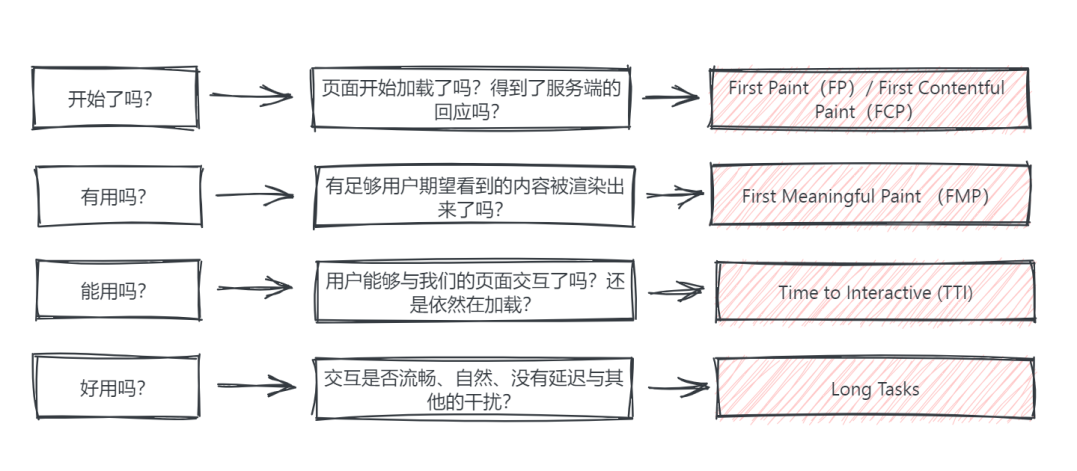 开始了吗？
页面开始加载了吗？得到了服务端的
回应吗？
First Paint（FP）/ First Contentful
Paint（FCP）
有用吗？
有足够用户期望看到的内容被渲染出
来了吗？
First Meaningful Paint （FMP）
能用吗？
用户能够与我们的页面交互了吗？还
是依然在加载？
Time to Interactive (TTI)
好用吗？
交互是否流畅、自然、没有延迟与其
他的干扰？
Long Tasks